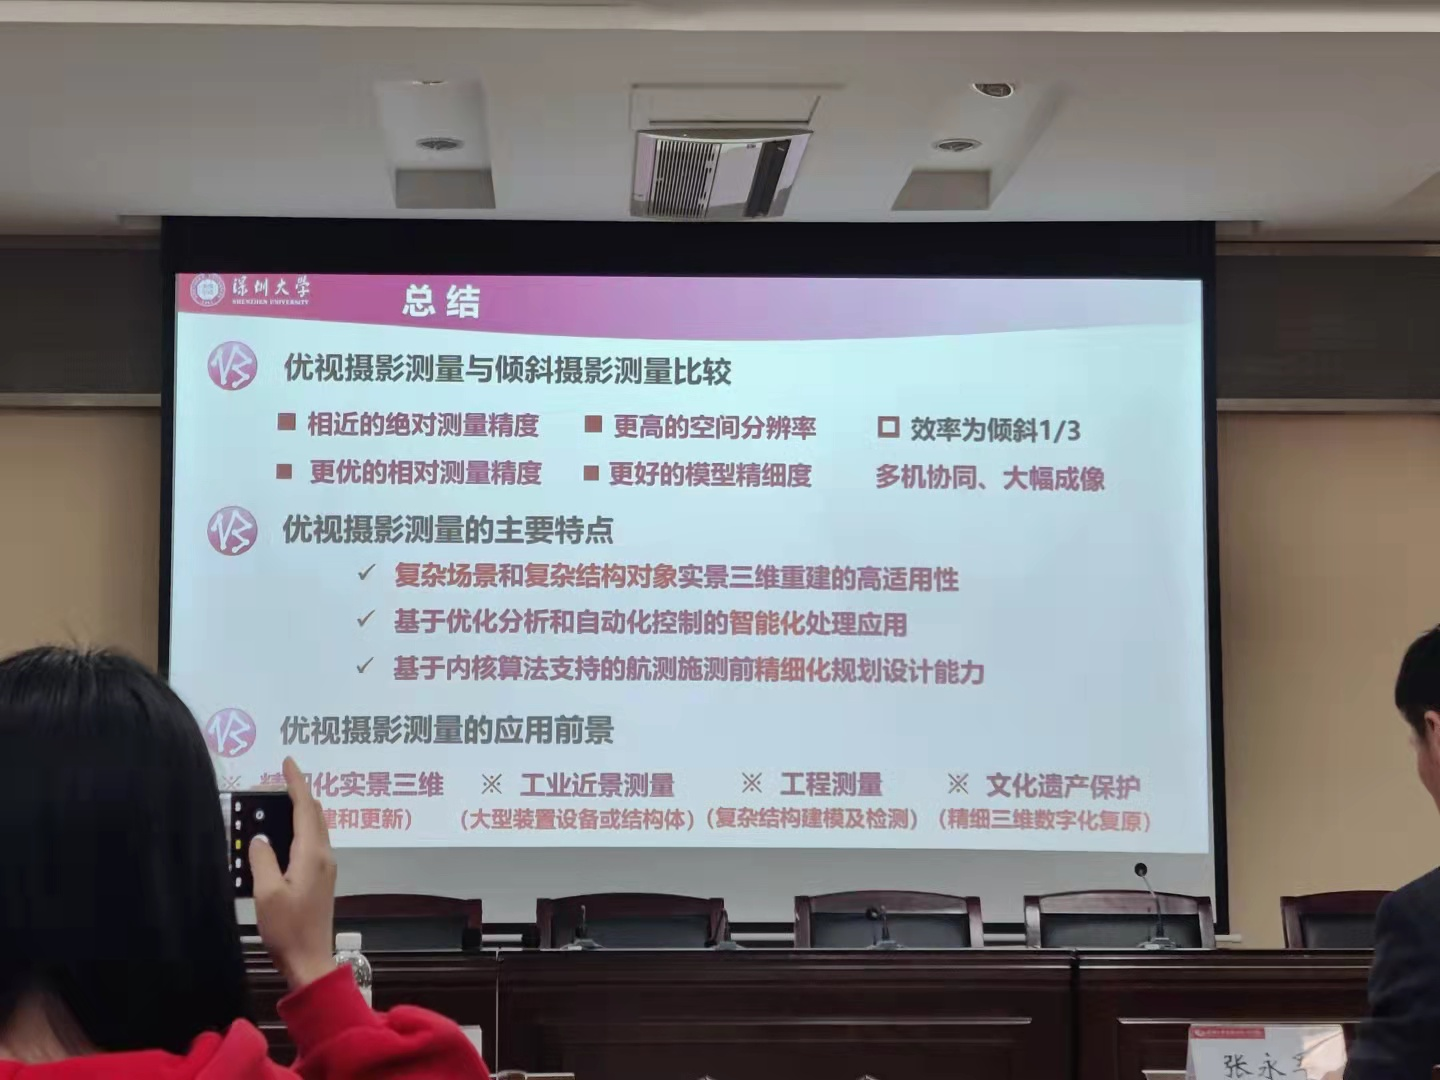 深圳大学
SHENZHEN UNIVERSITY
总结
优视摄影测量与倾斜摄影测量比较
相近的绝对测量精度 更高的空间分辨率 效率为倾斜1/3
更优的相对测量精度 更好的模型精细度 多机协同、大幅成像
优视摄影测量的主要特点
✓ 复杂场景和复杂结构对象实景三维重建的高适用性
✓ 基于优化分析和自动化控制的智能化处理应用
✓ 基于内核算法支持的航测施测前精细化规划设计能力
优视摄影测量的应用前景
※ 精细化实景三维 ※ 工业近景测量 ※ 工程测量 ※ 文化遗产保护
建和更新） （大型装置设备或结构体）（复杂结构建模及检测） （精细三维数字化复原）
张永